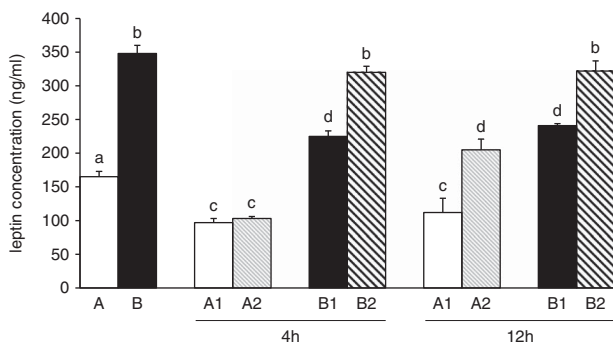 leptin concentration (ng/ml)
400
350
300
250
200
150
100
50
0
a
b
c
c
d
b
c
d
d
b
A B A1 A2 B1 B2 A1 A2 B1 B2
4h 12h